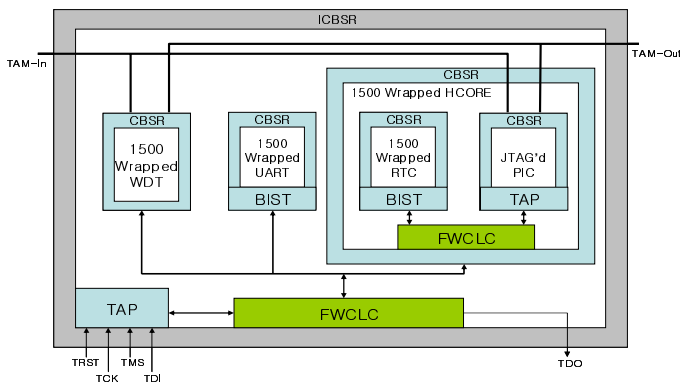 ICBSR
TAM-In
TAM-Out
CBSR
1500 Wrapped HCORE
CBSR
1500
Wrapped
WDT
CBSR
1500
Wrapped
UART
BIST
CBSR
1500
Wrapped
RTC
BIST
CBSR
JTAG'd
PIC
TAP
FWCLC
TAP
FWCLC
TRST
TCK
TMS
TDI
TDO